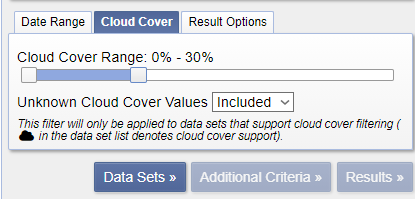 Date Range Cloud Cover Result Options
Cloud Cover Range: 0% - 30%
Unknown Cloud Cover Values Included
This filter will only be applied to data sets that support cloud cover filtering (
in the data set list denotes cloud cover support).
Data Sets » Additional Criteria » Results »